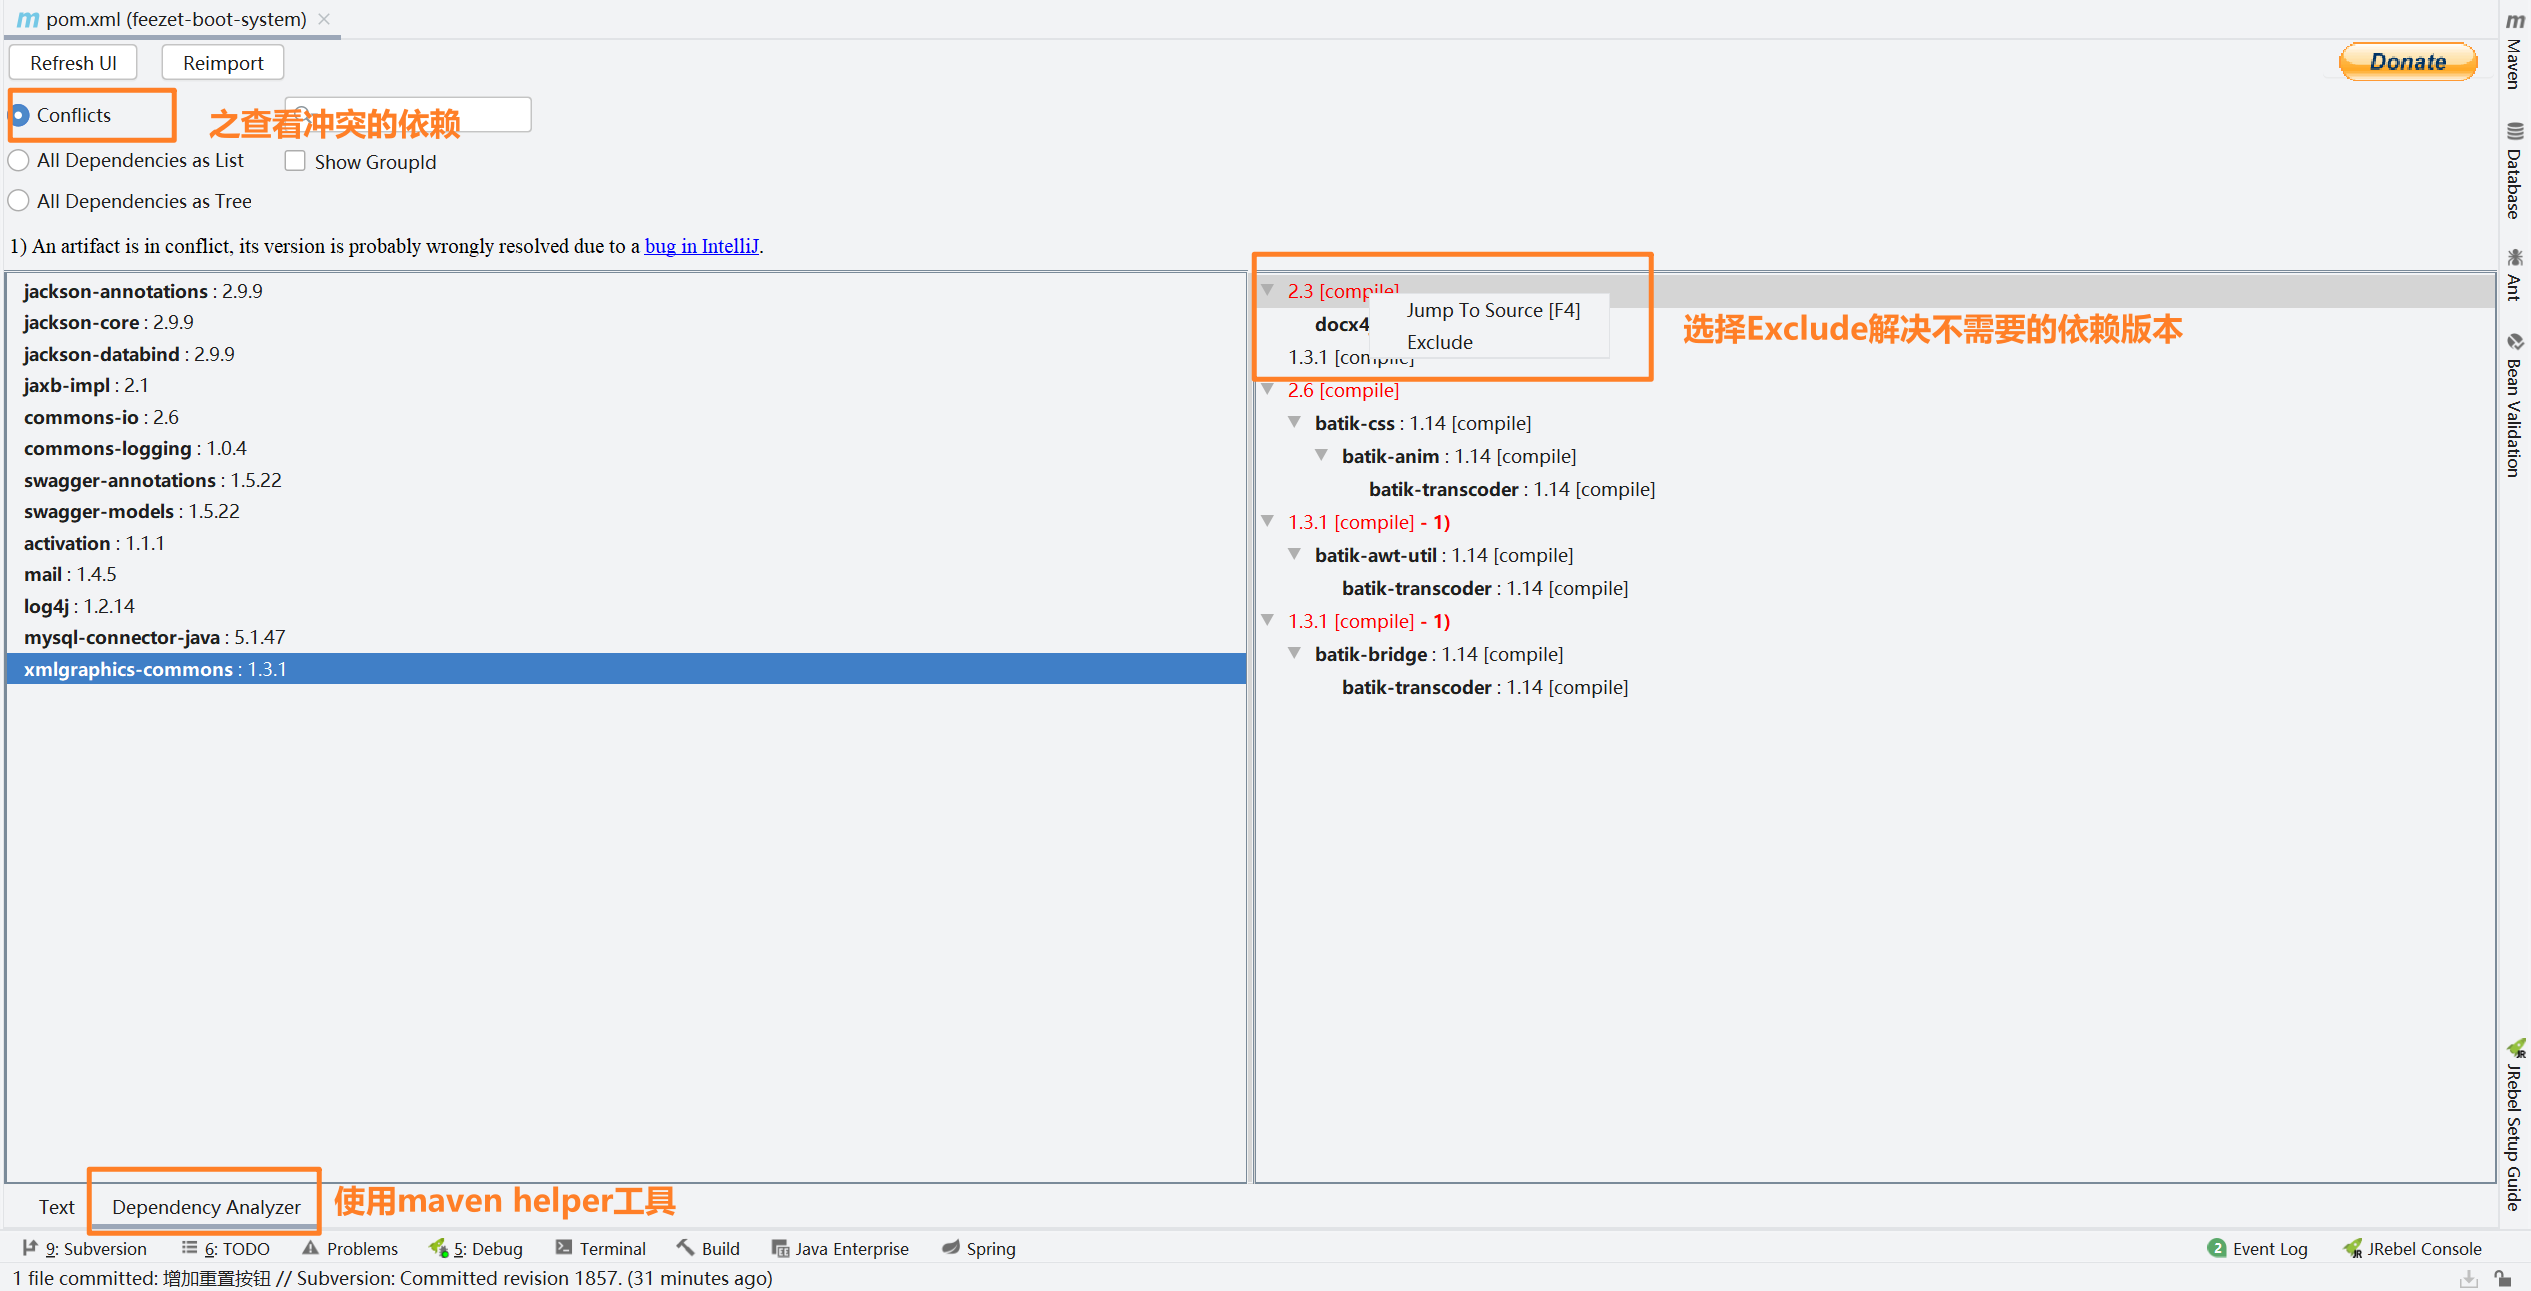 pom.xml (feezet-boot-system)
Refresh UI
Reimport
Donate
Conflicts
之查看冲突的依赖
All Dependencies as List
Show GroupId
All Dependencies as Tree
1) An artifact is in conflict, its version is probably wrongly resolved due to a bug in IntelliJ.
jackson-annotations : 2.9.9
jackson-core : 2.9.9
jackson-databind : 2.9.9
jaxb-impl : 2.1
commons-io : 2.6
commons-logging : 1.0.4
swagger-annotations : 1.5.22
swagger-models : 1.5.22
activation : 1.1.1
mail : 1.4.5
log4j : 1.2.14
mysql-connector-java : 5.1.47
xmlgraphics-commons : 1.3.1
2.3 [compile]
Jump To Source [F4]
docx4
Exclude
1.3.1 [compile]
选择Exclude解决不需要的依赖版本
2.6 [compile]
batik-css : 1.14 [compile]
batik-anim : 1.14 [compile]
batik-transcoder : 1.14 [compile]
1.3.1 [compile] - 1)
batik-awt-util : 1.14 [compile]
batik-transcoder : 1.14 [compile]
1.3.1 [compile] - 1)
batik-bridge : 1.14 [compile]
batik-transcoder : 1.14 [compile]
Maven
Database
Ant
Bean Validation
JRebel Setup Guide
Text
Dependency Analyzer
使用maven helper工具
9: Subversion
6: TODO
Problems
5: Debug
Terminal
Build
Java Enterprise
Spring
2 Event Log
JRebel Console
1 file committed: 增加重置按钮 // Subversion: Committed revision 1857. (31 minutes ago)